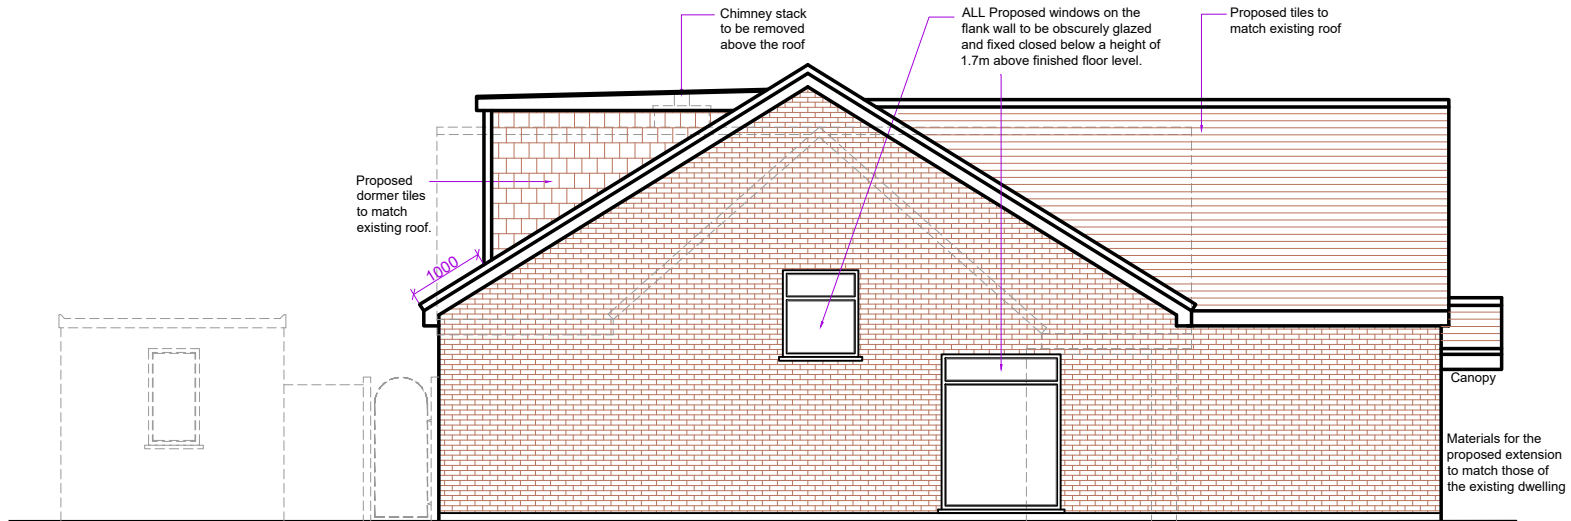 Chimney stack
to be removed
above the roof
ALL Proposed windows on the
flank wall to be obscurely glazed
and fixed closed below a height of
1.7m above finished floor level.
Proposed tiles to
match existing roof
Proposed
dormer tiles
to match
existing roof.
1000
Canopy
Materials for the
proposed extension
to match those of
the existing dwelling